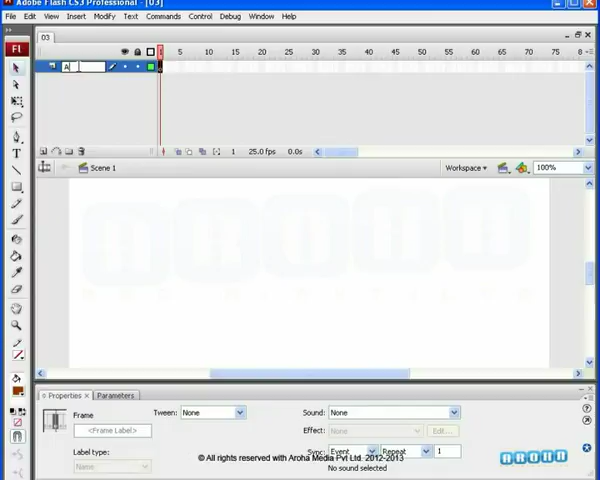 Adobe Flash CS3 Professional - [03]
File Edit View Insert Modify Text Commands Control Debug Window Help
03
1 5 10 15 20 25 30 35 40 45 50 55 60 65 70 75 8
A
1 25.0 fps 0.0s
Scene 1 Workspace 100%
Properties × Parameters
Frame Tween: None Sound: None
<Frame Label> Effect: None Edit...
Label type: Sync: Event Repeat 1
Name No sound selected
© All rights reserved with Aroha Media Pvt Ltd. 2012-2013